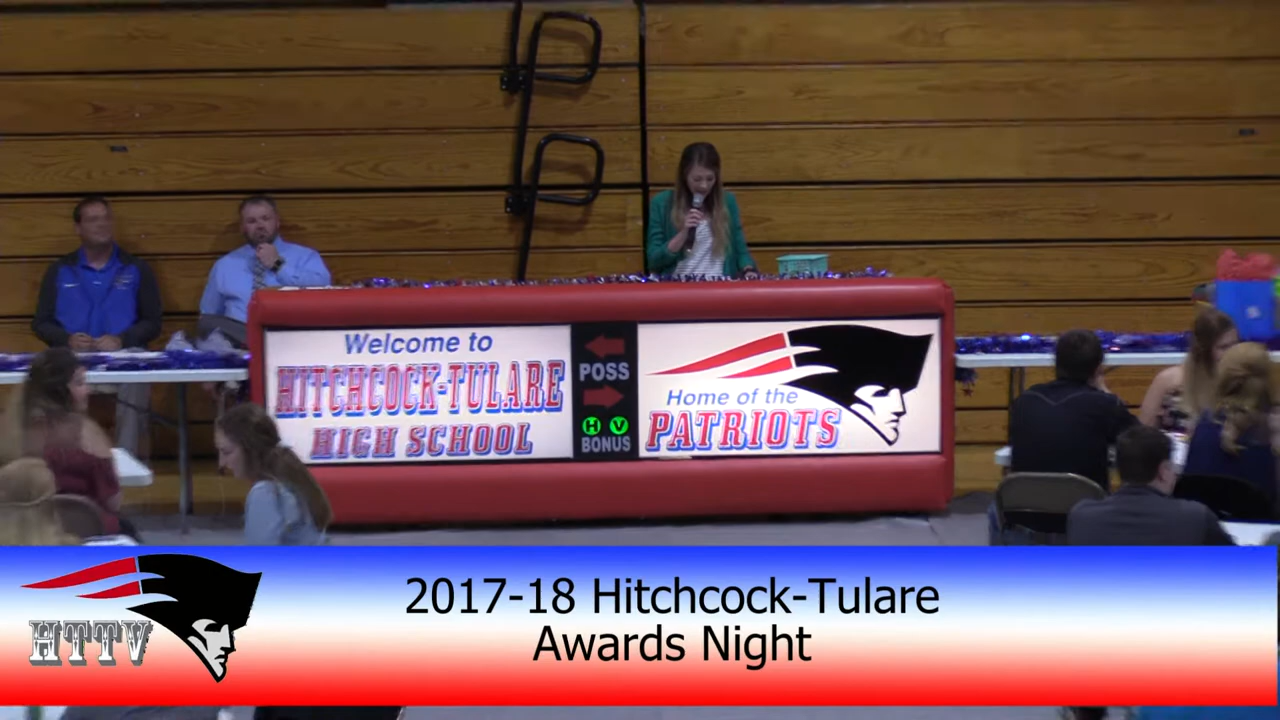 Welcome to
HITCHCOCK-TULARE
HIGH SCHOOL
POSS
H V
BONUS
Home of the
PATRIOTS
HTTV
2017-18 Hitchcock-Tulare
Awards Night